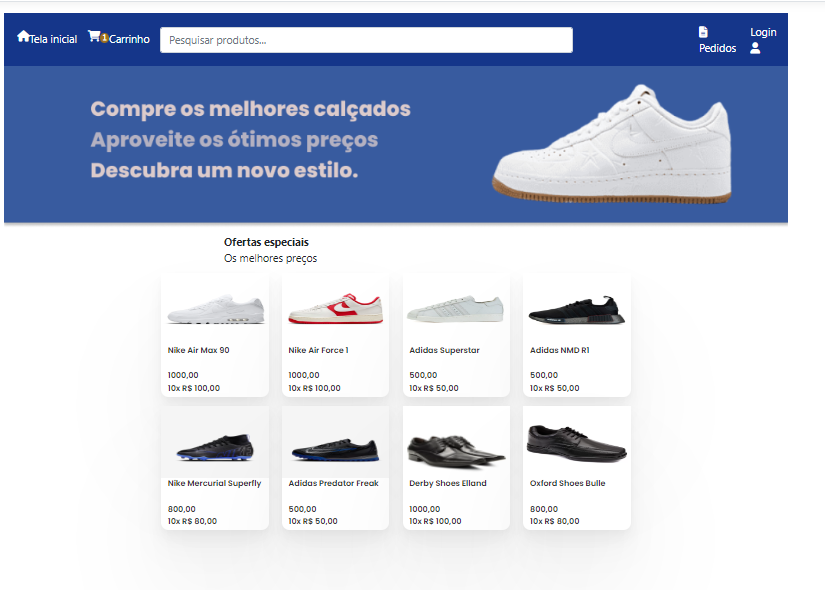 Tela inicial
1
Carrinho
Pesquisar produtos...
Pedidos
Login
Compre os melhores calçados
Aproveite os ótimos preços
Descubra um novo estilo.
Ofertas especiais
Os melhores preços
Nike Air Max 90
1000,00
10x R$ 100,00
Nike Air Force 1
1000,00
10x R$ 100,00
Adidas Superstar
500,00
10x R$ 50,00
Adidas NMD R1
500,00
10x R$ 50,00
Nike Mercurial Superfly
800,00
10x R$ 80,00
Adidas Predator Freak
500,00
10x R$ 50,00
Derby Shoes Elland
1000,00
10x R$ 100,00
Oxford Shoes Bulle
800,00
10x R$ 80,00